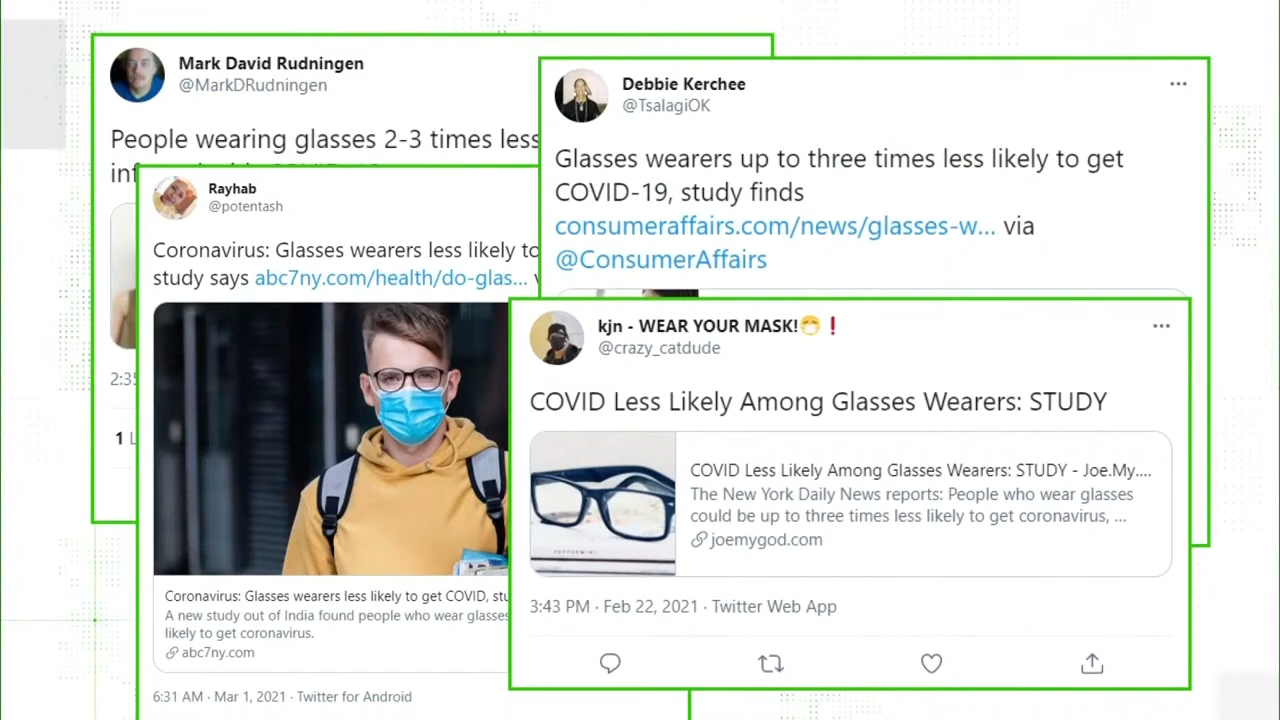 Mark David Rudningen
@MarkDRudningen
People wearing glasses 2-3 times less
Rayhab
@potentash
Coronavirus: Glasses wearers less likely to
study says abc7ny.com/health/do-glas...
Coronavirus: Glasses wearers less likely to get COVID,
A new study out of India found people who wear glasses
likely to get coronavirus.
abc7ny.com
6:31 AM · Mar 1, 2021 · Twitter for Android
Debbie Kerchee
@TsalagiOK
Glasses wearers up to three times less likely to get
COVID-19, study finds
consumeraffairs.com/news/glasses-w... via
@ConsumerAffairs
kjn - WEAR YOUR MASK!😷❗
@crazy_catdude
COVID Less Likely Among Glasses Wearers: STUDY
COVID Less Likely Among Glasses Wearers: STUDY - Joe.My....
The New York Daily News reports: People who wear glasses
could be up to three times less likely to get coronavirus, ...
joemygod.com
3:43 PM · Feb 22, 2021 · Twitter Web App